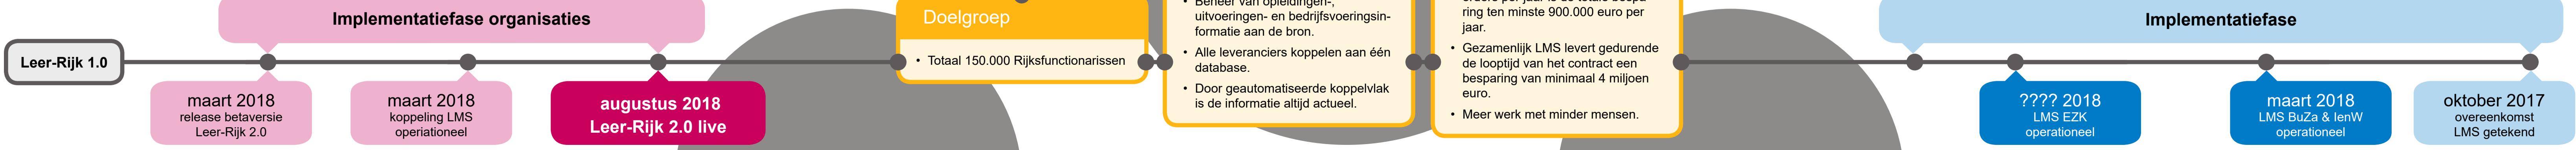 Implementatiefase organisaties
Leer-Rijk 1.0
maart 2018
release betaversie
Leer-Rijk 2.0
maart 2018
koppeling LMS
operationeel
augustus 2018
Leer-Rijk 2.0 live
Doelgroep
• Totaal 150.000 Rijksfunctionarissen
• Beheer van opleidingen-,
uitvoeringen- en bedrijfsvoeringsin-
formatie aan de bron.
• Alle leveranciers koppelen aan één
database.
• Door geautomatiseerde koppelvlak
is de informatie altijd actueel.
ring ten minste 900.000 euro per
jaar.
• Gezamenlijk LMS levert gedurende
de looptijd van het contract een
besparing van minimaal 4 miljoen
euro.
• Meer werk met minder mensen.
Implementatiefase
???? 2018
LMS EZK
operationeel
maart 2018
LMS BuZa & IenW
operationeel
oktober 2017
overeenkomst
LMS getekend